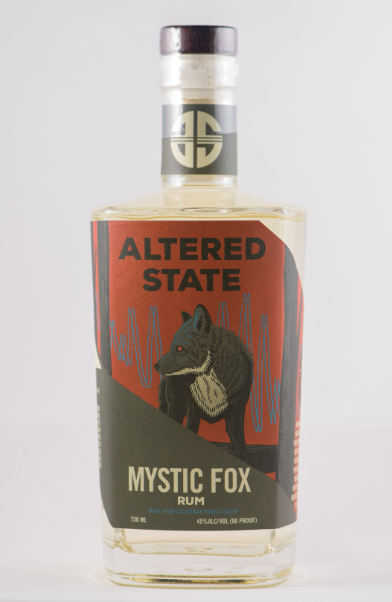 ALTERED
STATE
MYSTIC FOX
RUM
750 ML 45%ALC/VOL (90 PROOF)